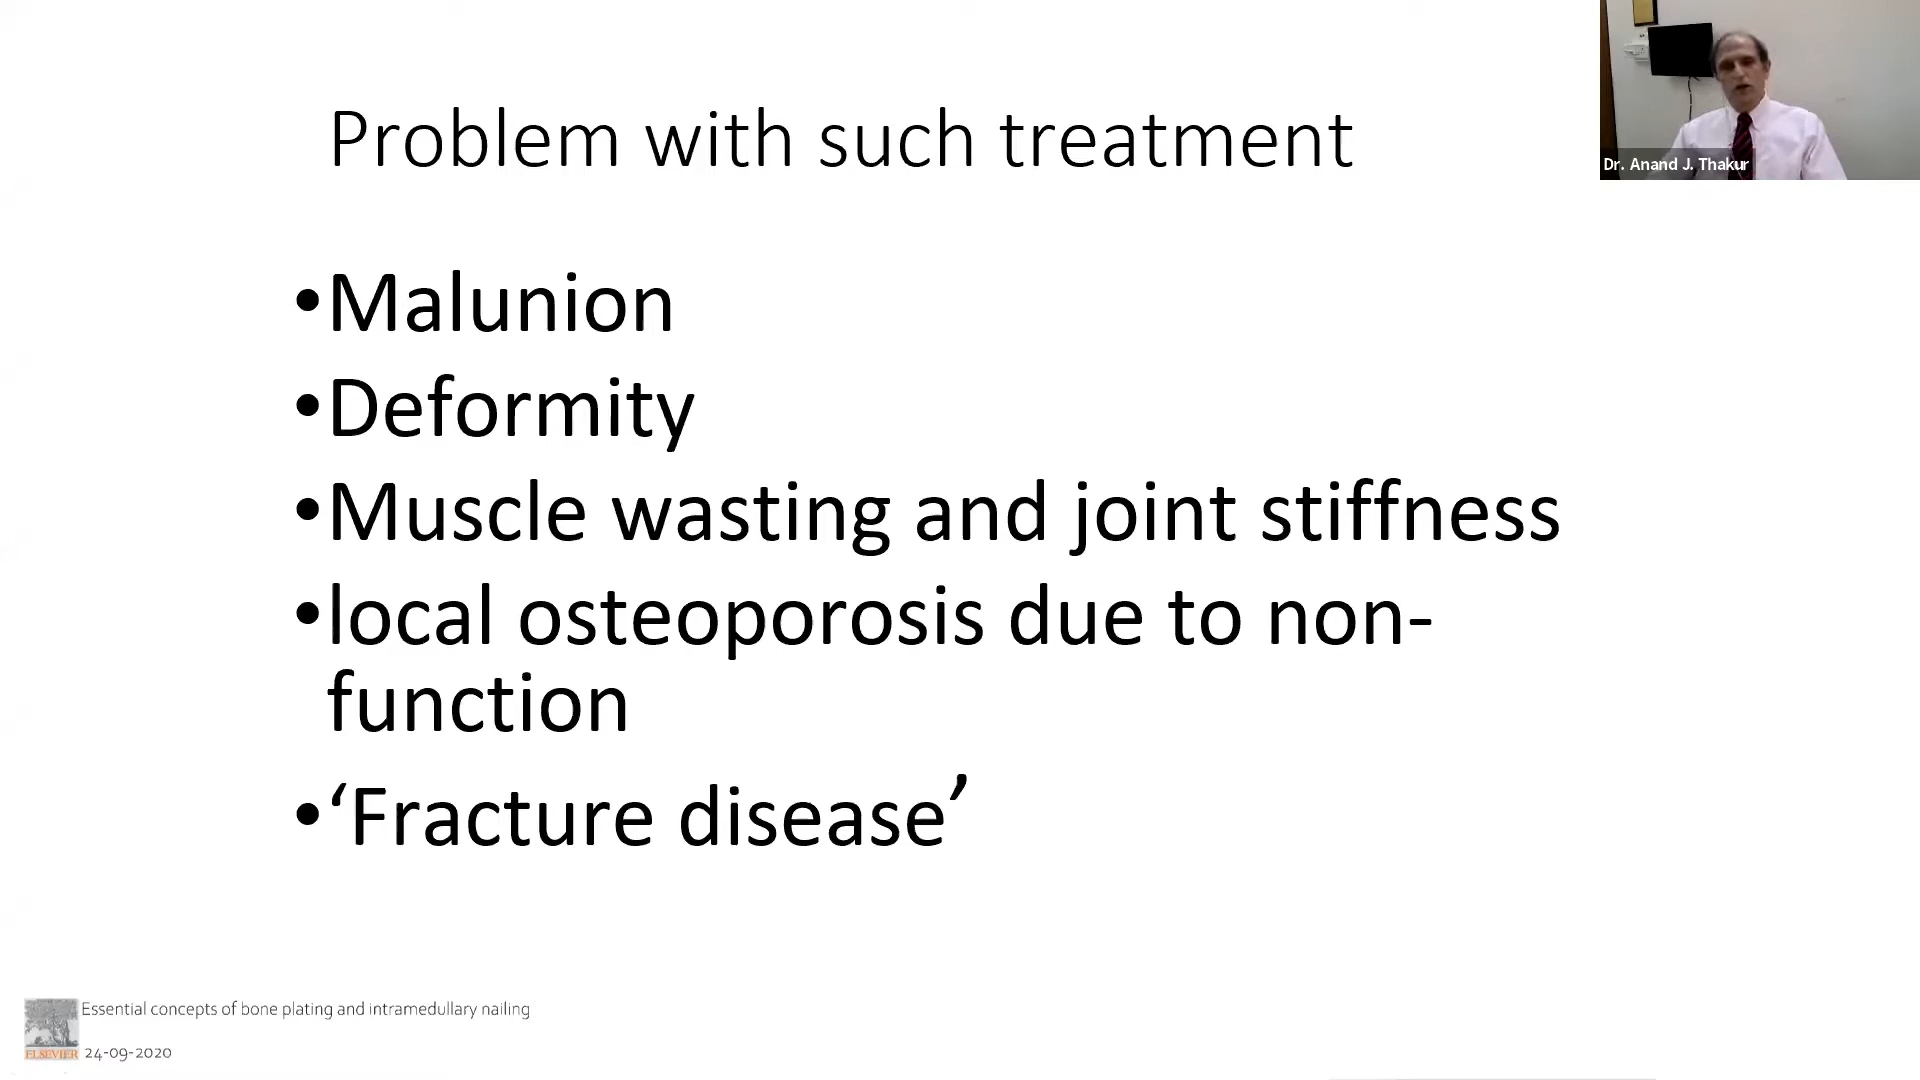 Problem with such treatment
Dr. Anand J. Thakur
•Malunion
•Deformity
•Muscle wasting and joint stiffness
•local osteoporosis due to non-
function
•‘Fracture disease’
Essential concepts of bone plating and intramedullary nailing
ELSEVIER
24-09-2020